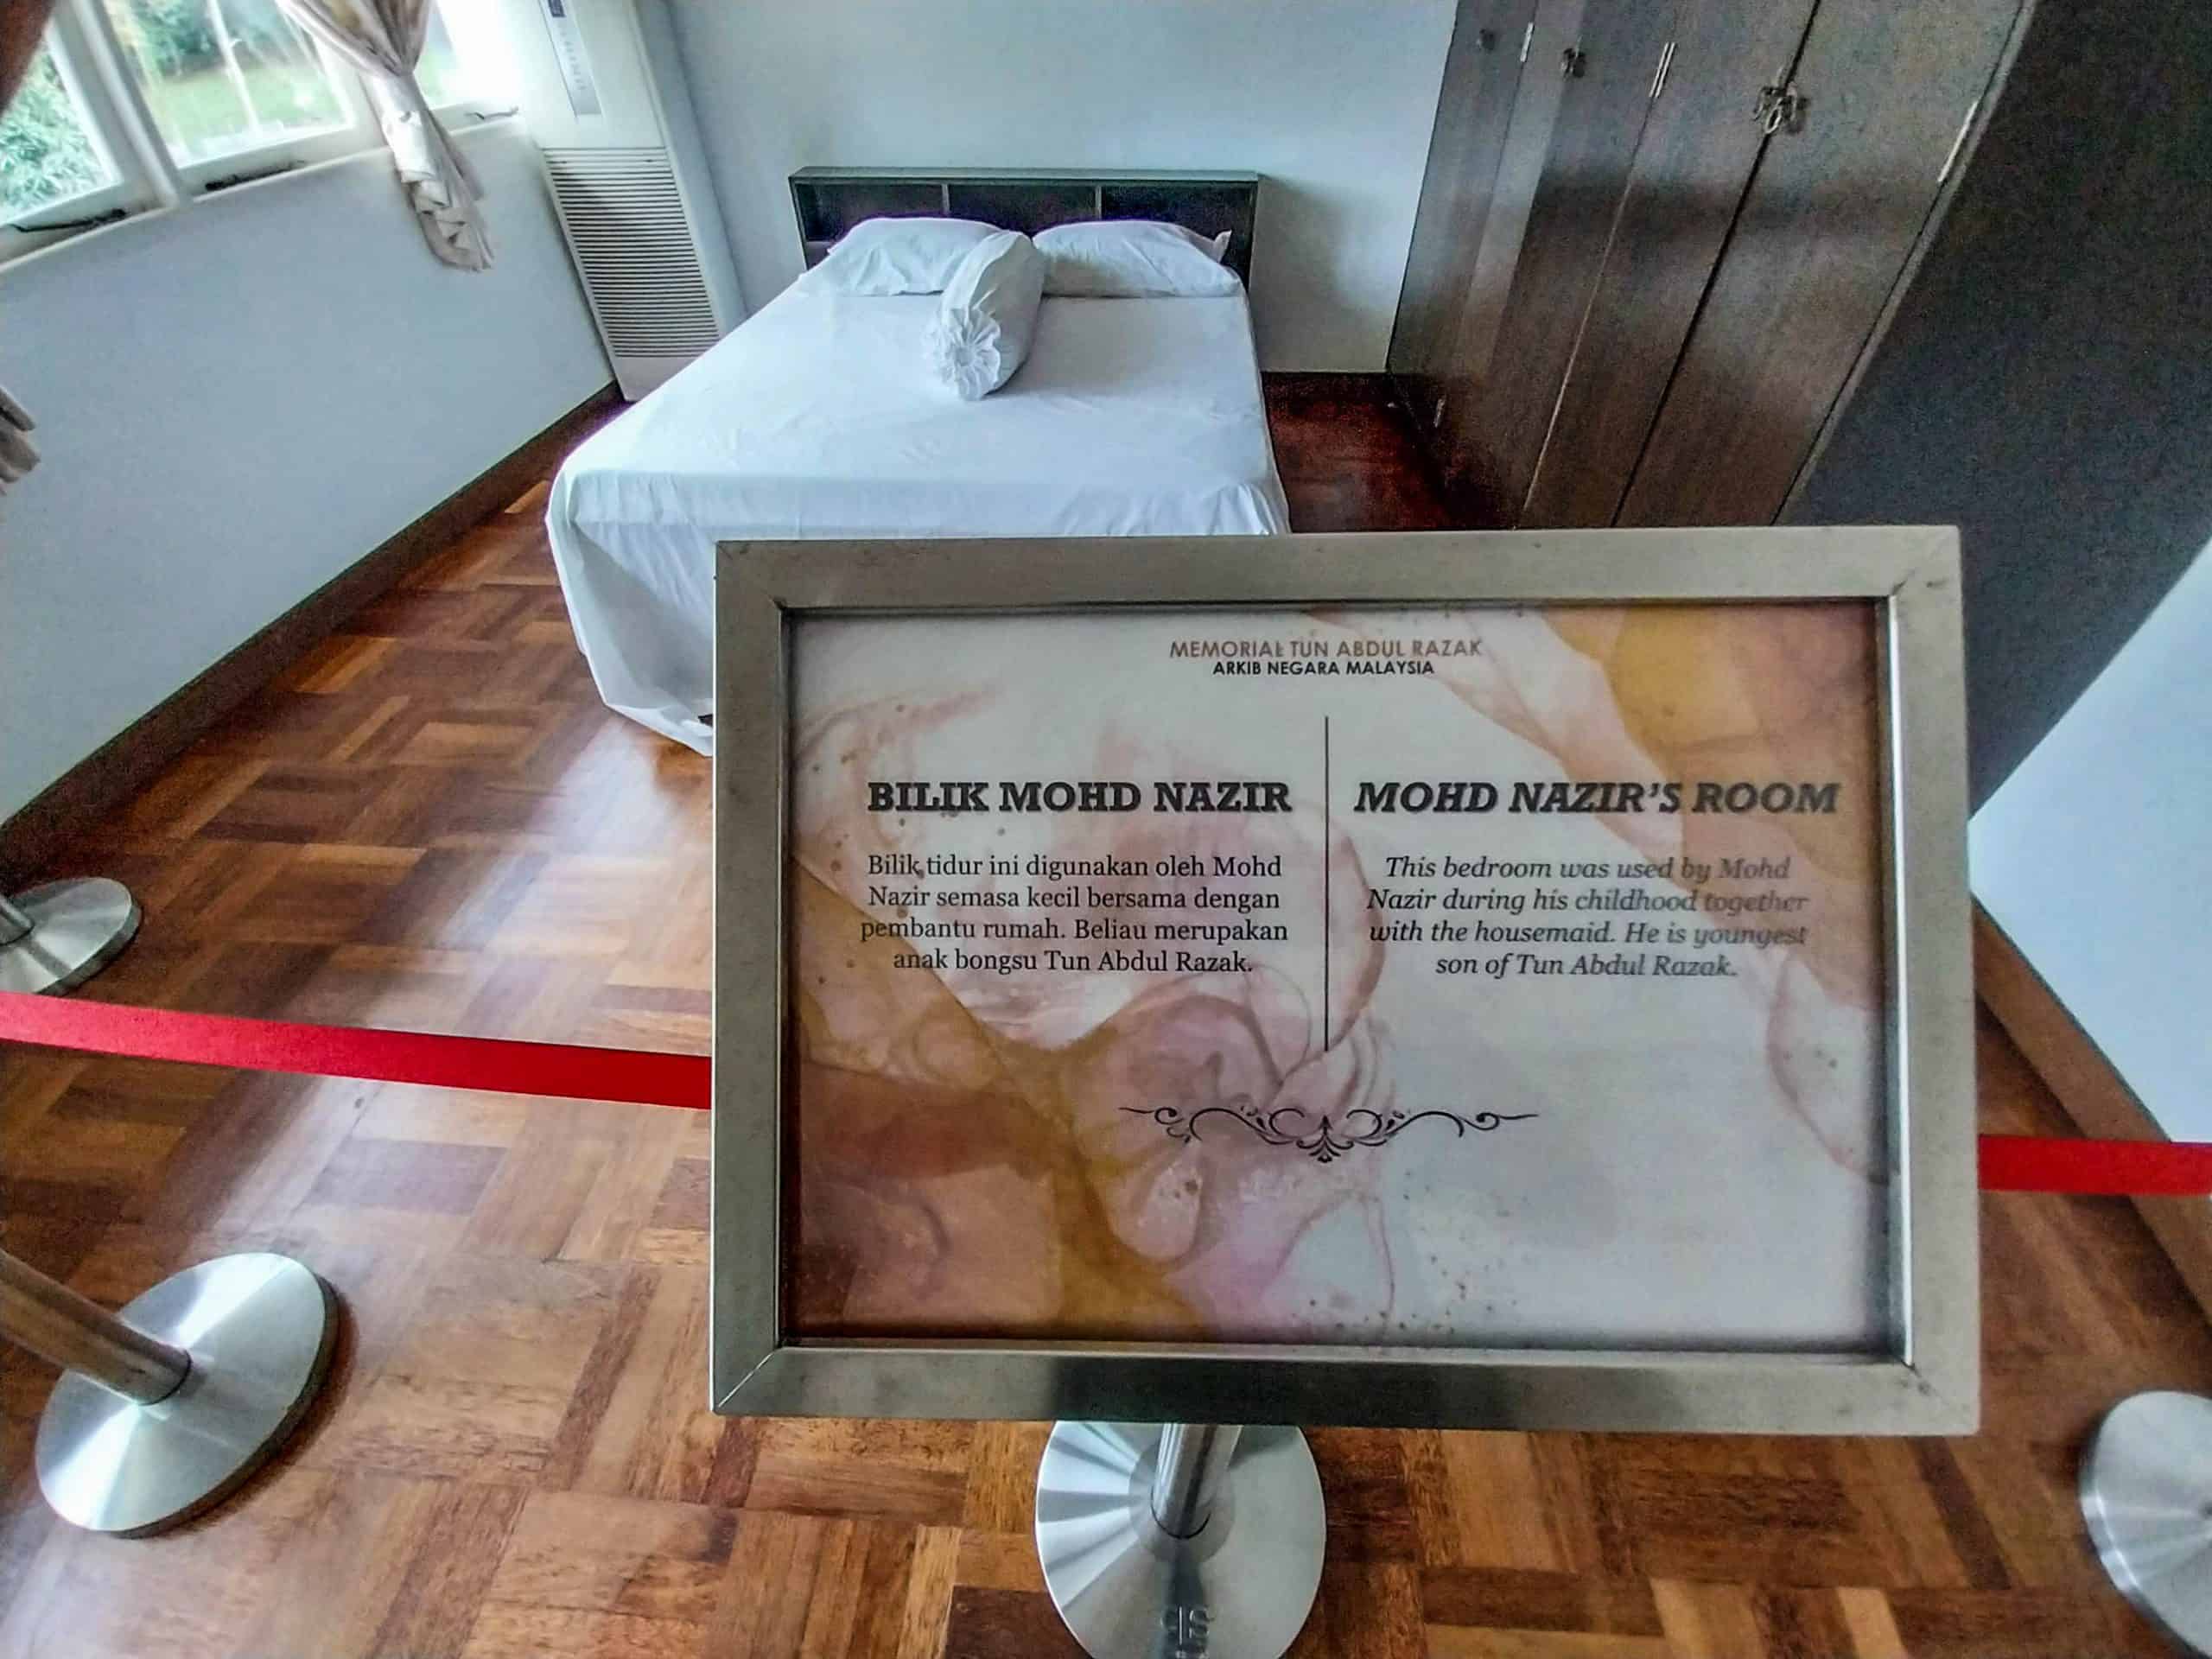 MEMORIAL TUN ABDUL RAZAK
ARKIB NEGARA MALAYSIA
BILIK MOHD NAZIR
Bilik tidur ini digunakan oleh Mohd
Nazir semasa kecil bersama dengan
pembantu rumah. Beliau merupakan
anak bongsu Tun Abdul Razak.
MOHD NAZIR'S ROOM
This bedroom was used by Mohd
Nazir during his childhood together
with the housemaid. He is youngest
son of Tun Abdul Razak.